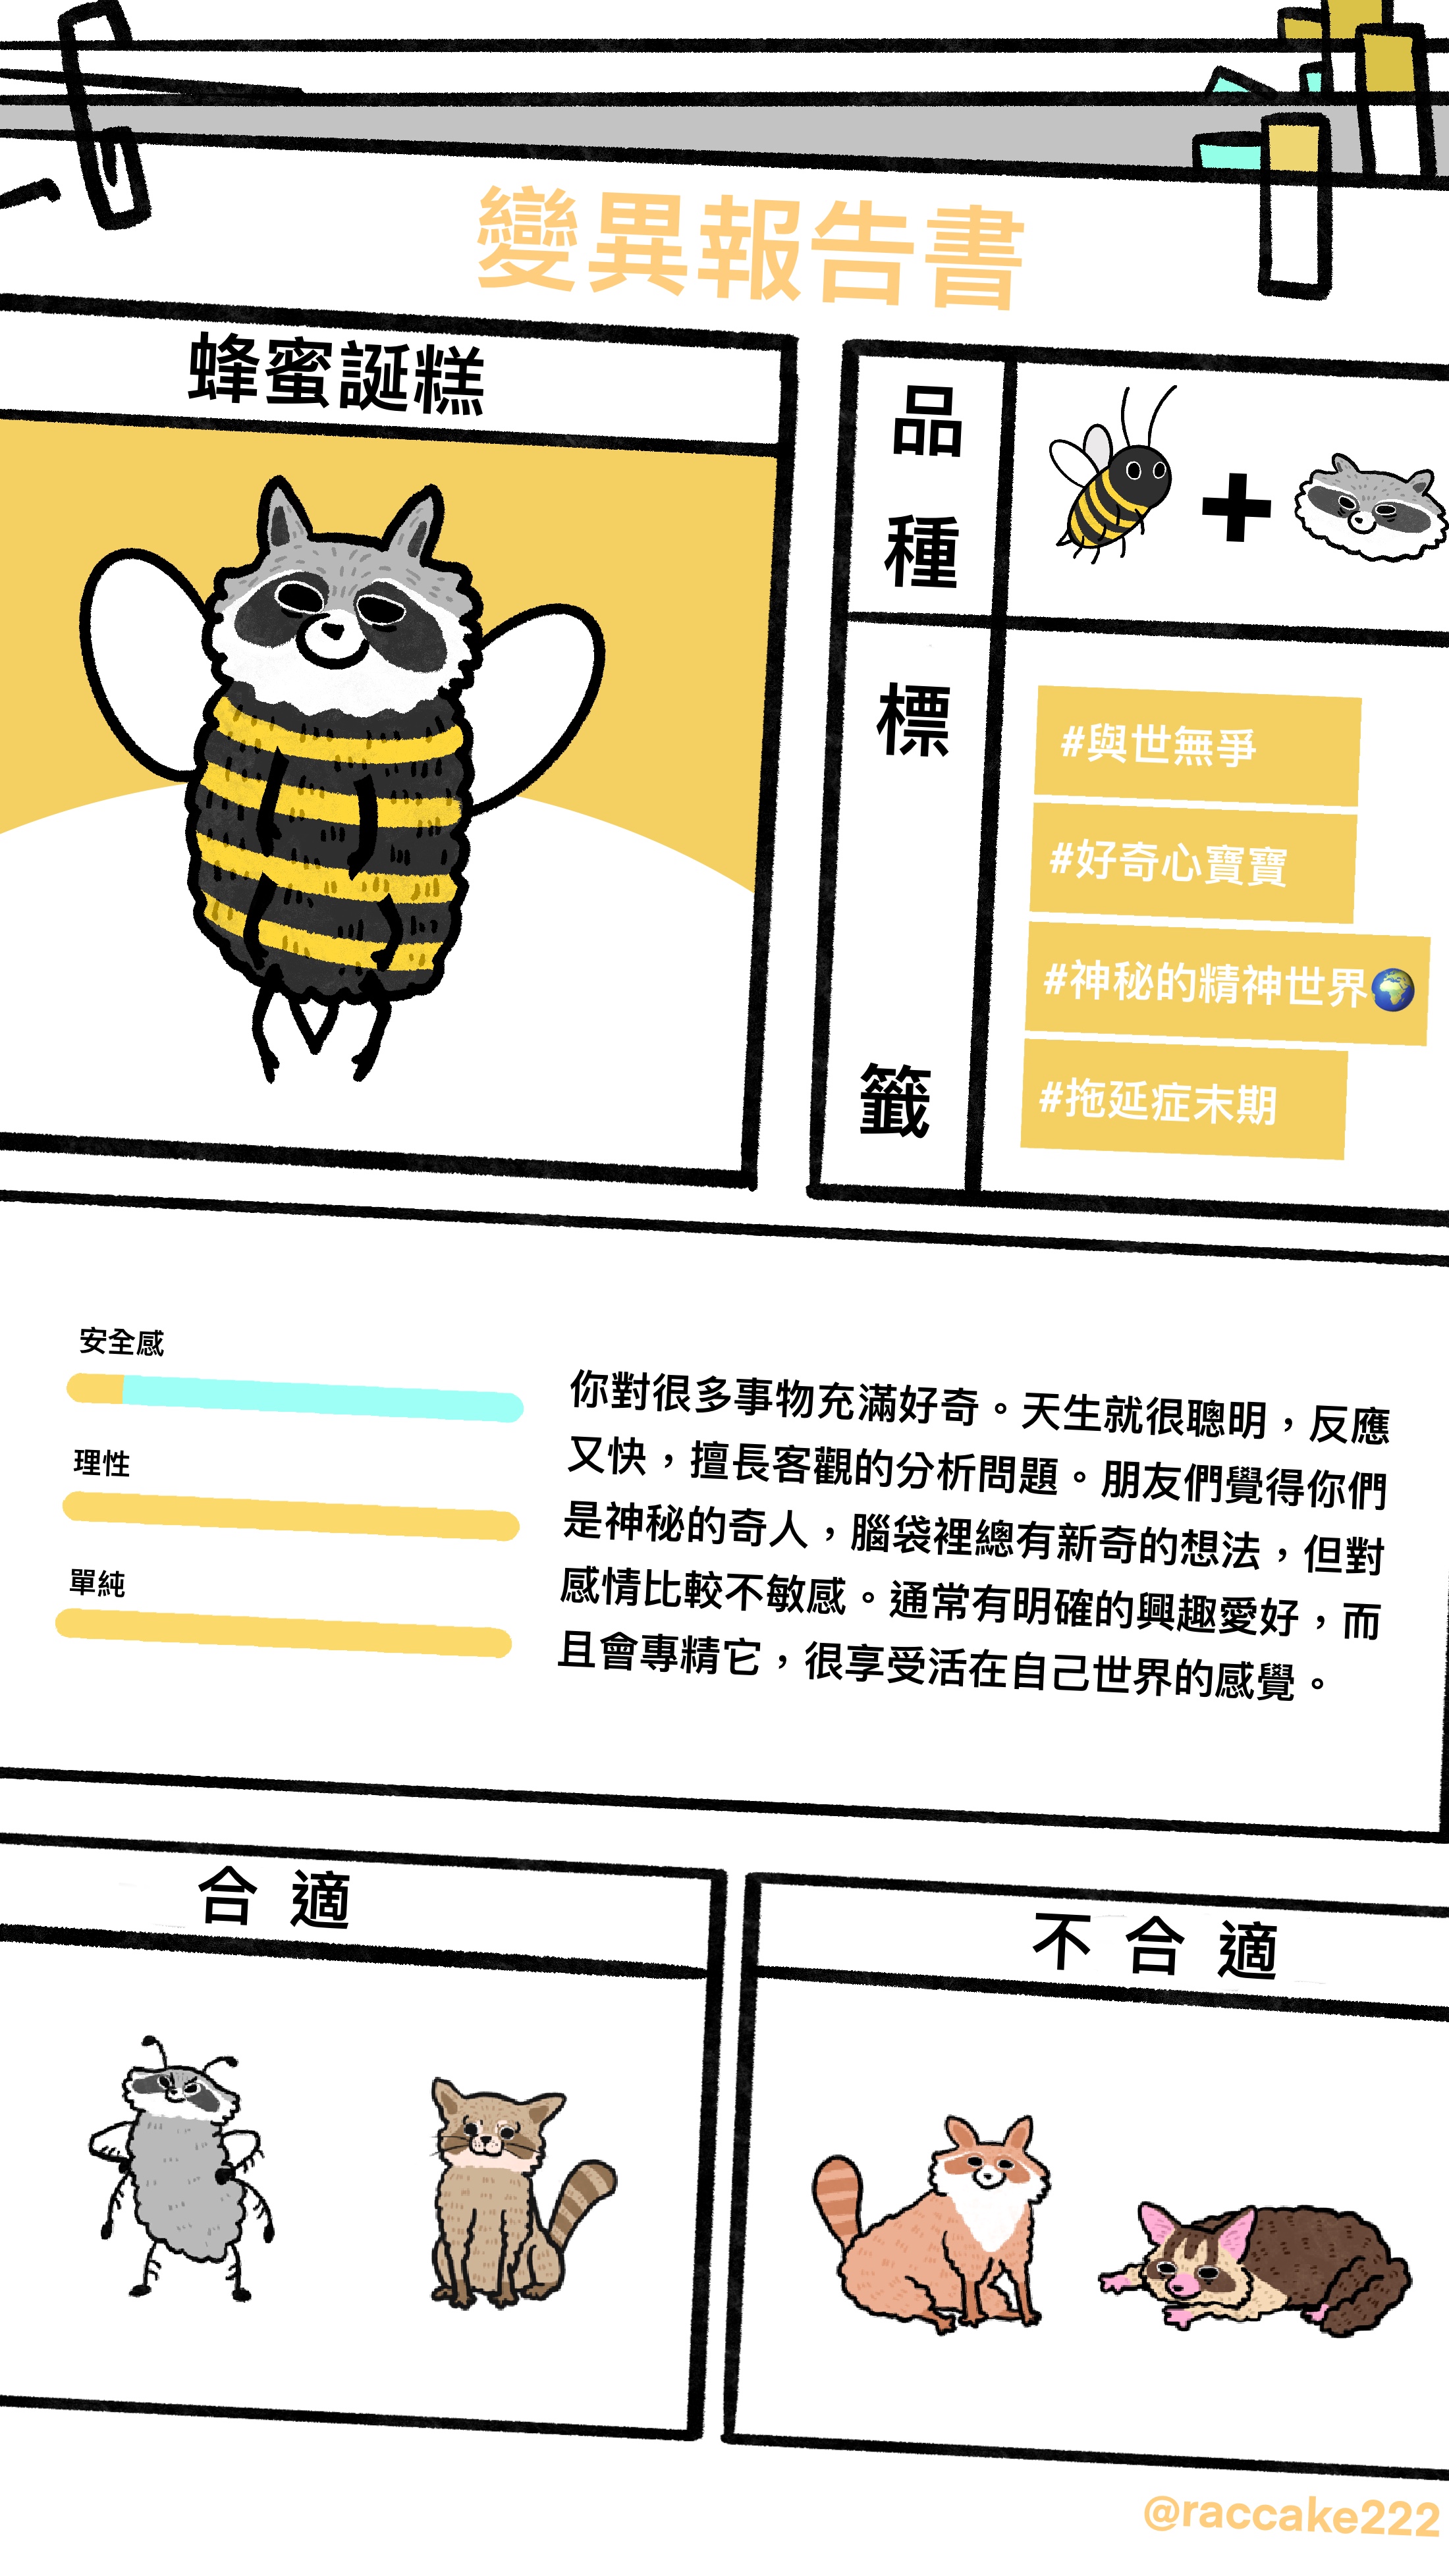 變異報告書
蜂蜜誕糕
品種
標籤
#與世無爭
#好奇心寶寶
#神秘的精神世界🌍
#拖延症末期
安全感
理性
單純
你對很多事物充滿好奇。天生就很聰明，反應
又快，擅長客觀的分析問題。朋友們覺得你們
是神秘的奇人，腦袋裡總有新奇的想法，但對
感情比較不敏感。通常有明確的興趣愛好，而
且會專精它，很享受活在自己世界的感覺。
合適
不合適
@raccake222